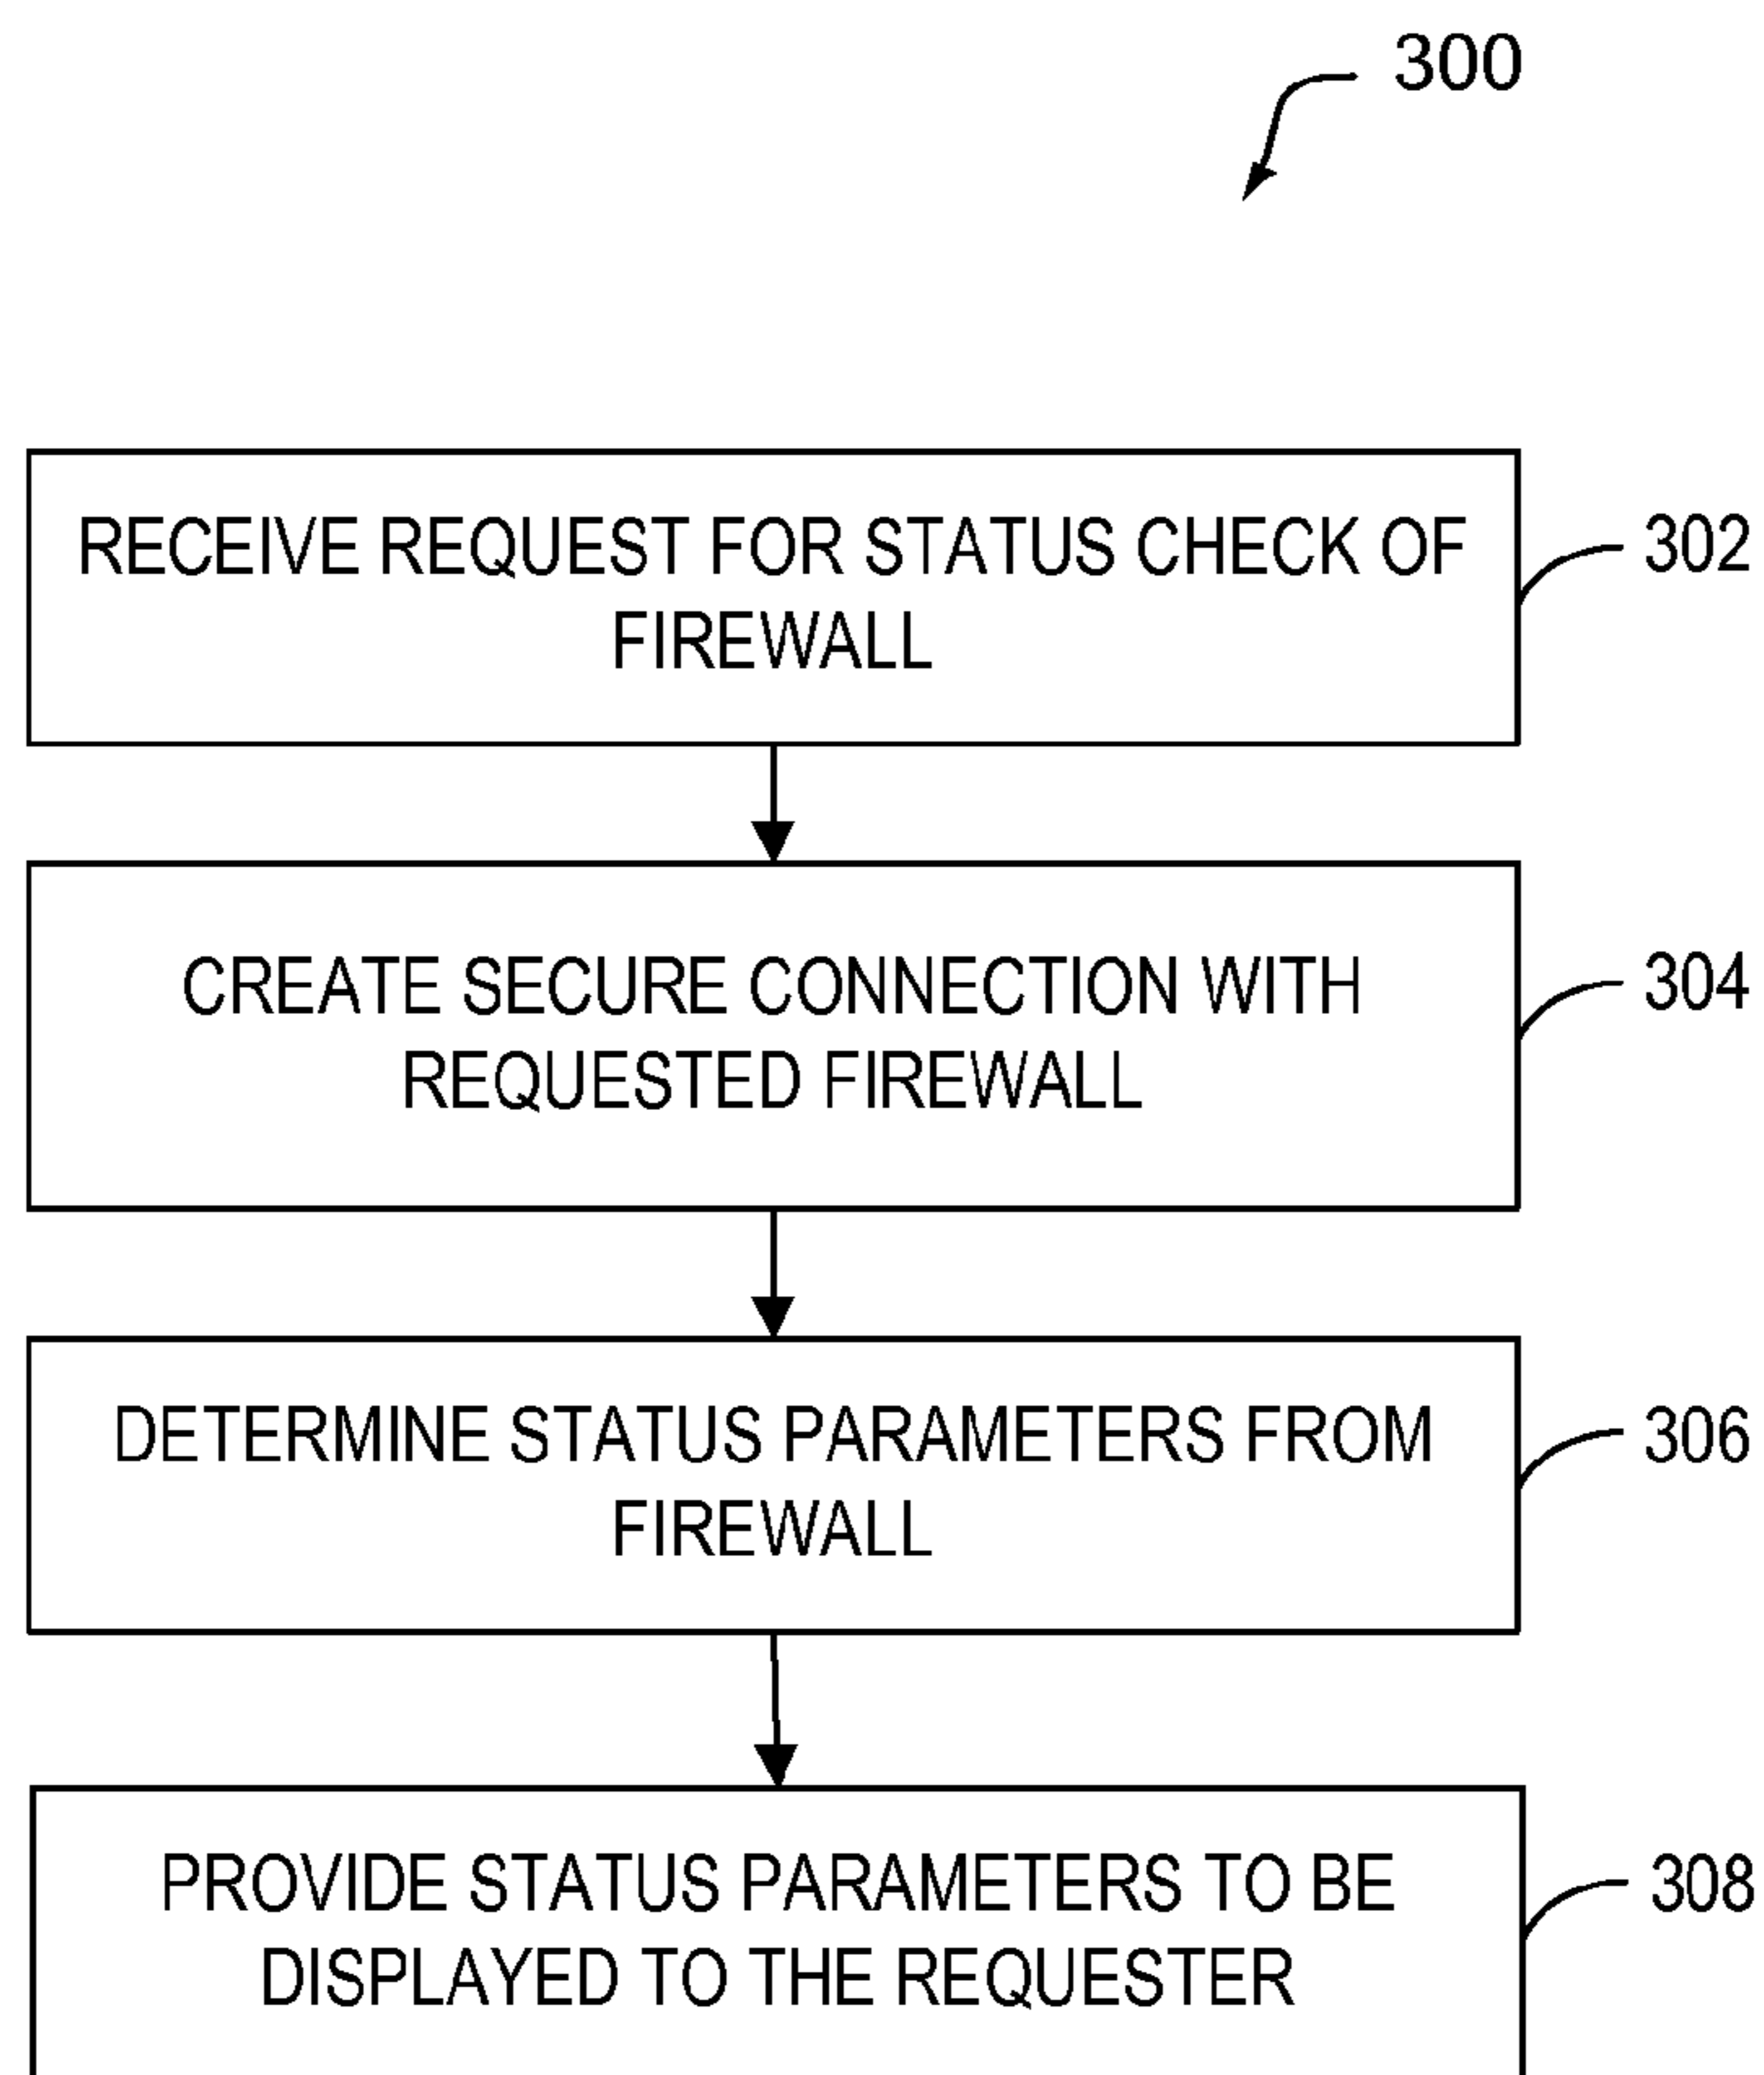 300
RECEIVE REQUEST FOR STATUS CHECK OF
FIREWALL
302
CREATE SECURE CONNECTION WITH
REQUESTED FIREWALL
304
DETERMINE STATUS PARAMETERS FROM
FIREWALL
306
PROVIDE STATUS PARAMETERS TO BE
DISPLAYED TO THE REQUESTER
308